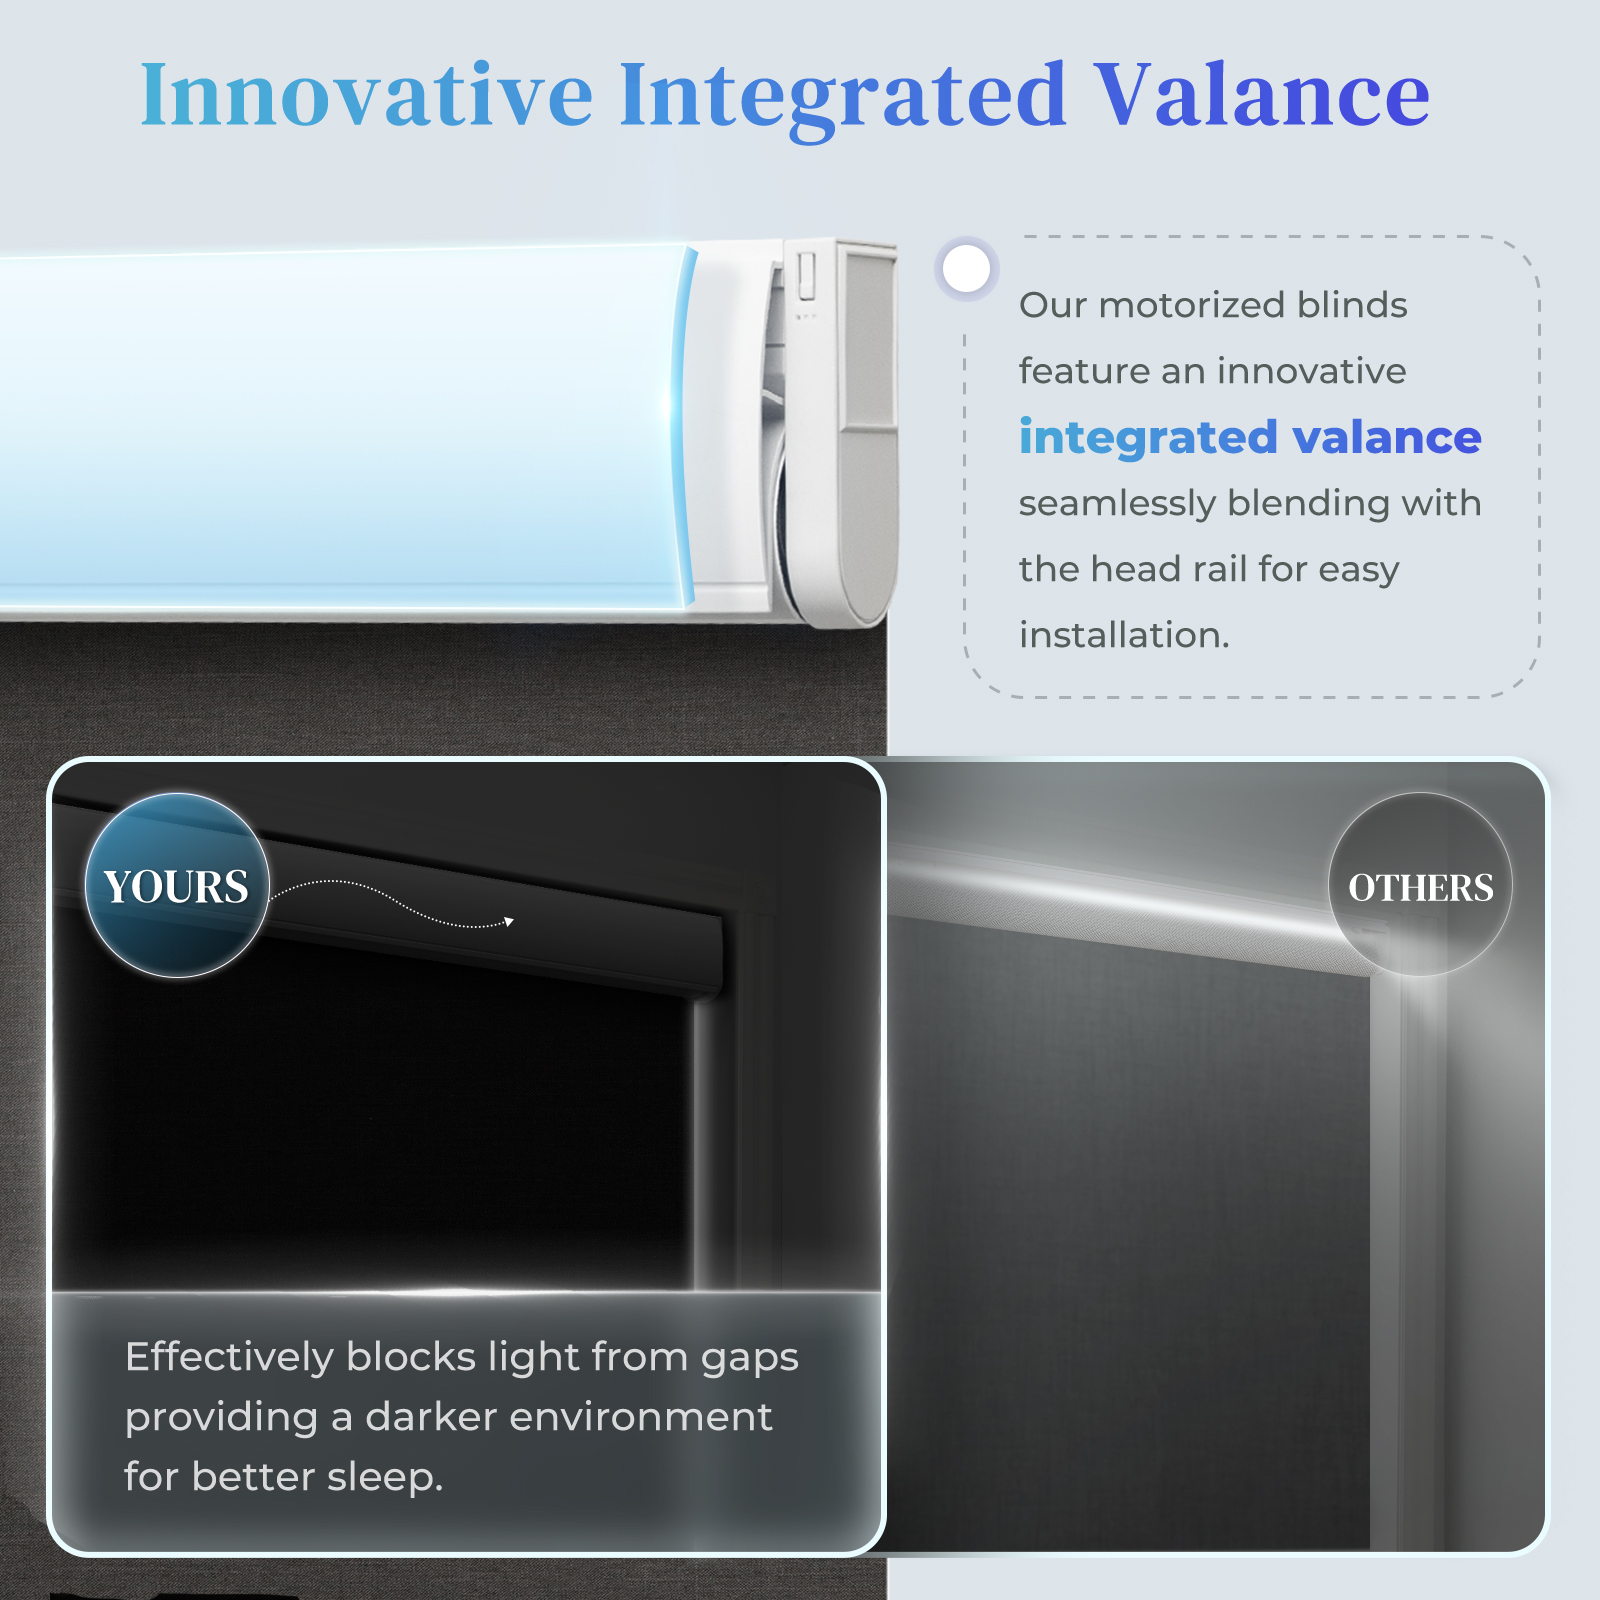 Innovative Integrated Valance
Our motorized blinds
feature an innovative
integrated valance
seamlessly blending with
the head rail for easy
installation.
YOURS
OTHERS
Effectively blocks light from gaps
providing a darker environment
for better sleep.